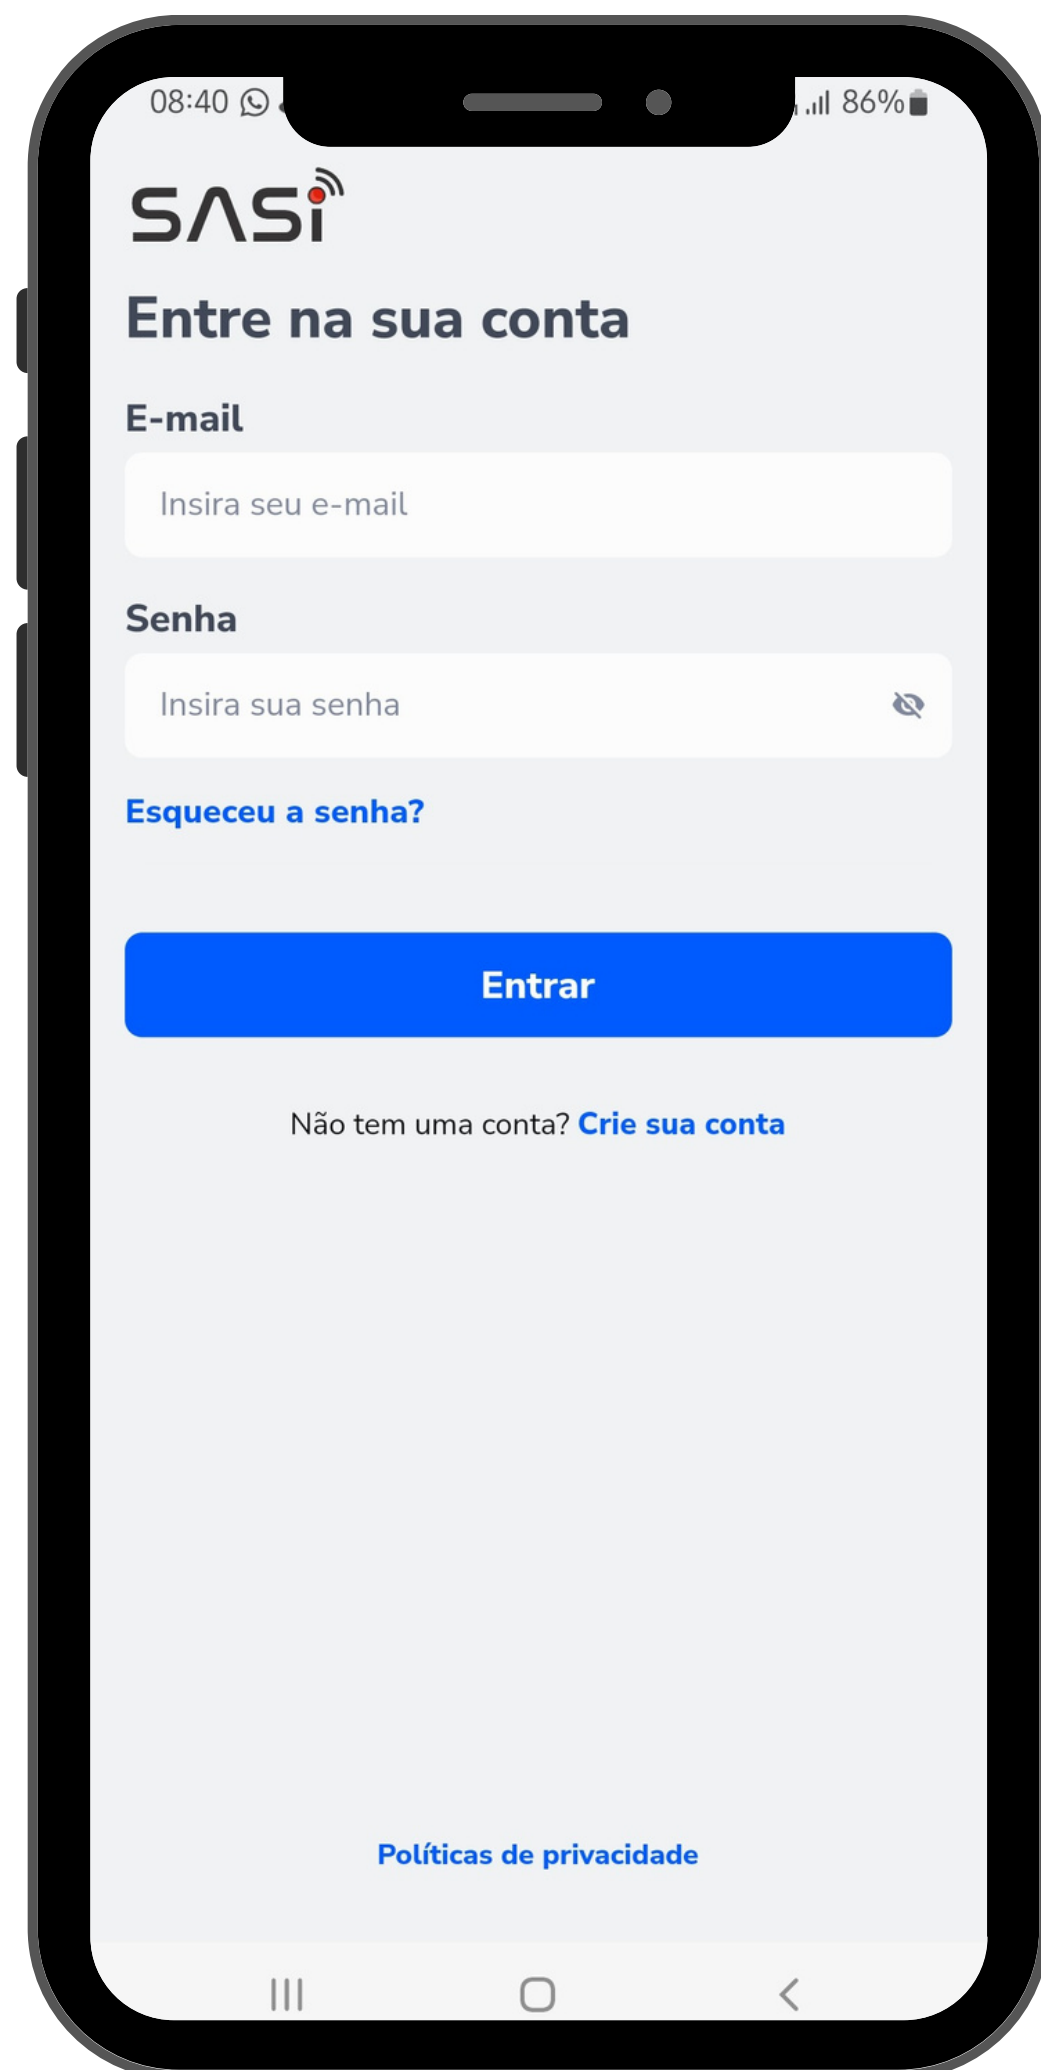 08:40
86%
SASi
Entre na sua conta
E-mail
Insira seu e-mail
Senha
Insira sua senha
Esqueceu a senha?
Entrar
Não tem uma conta? Crie sua conta
Políticas de privacidade